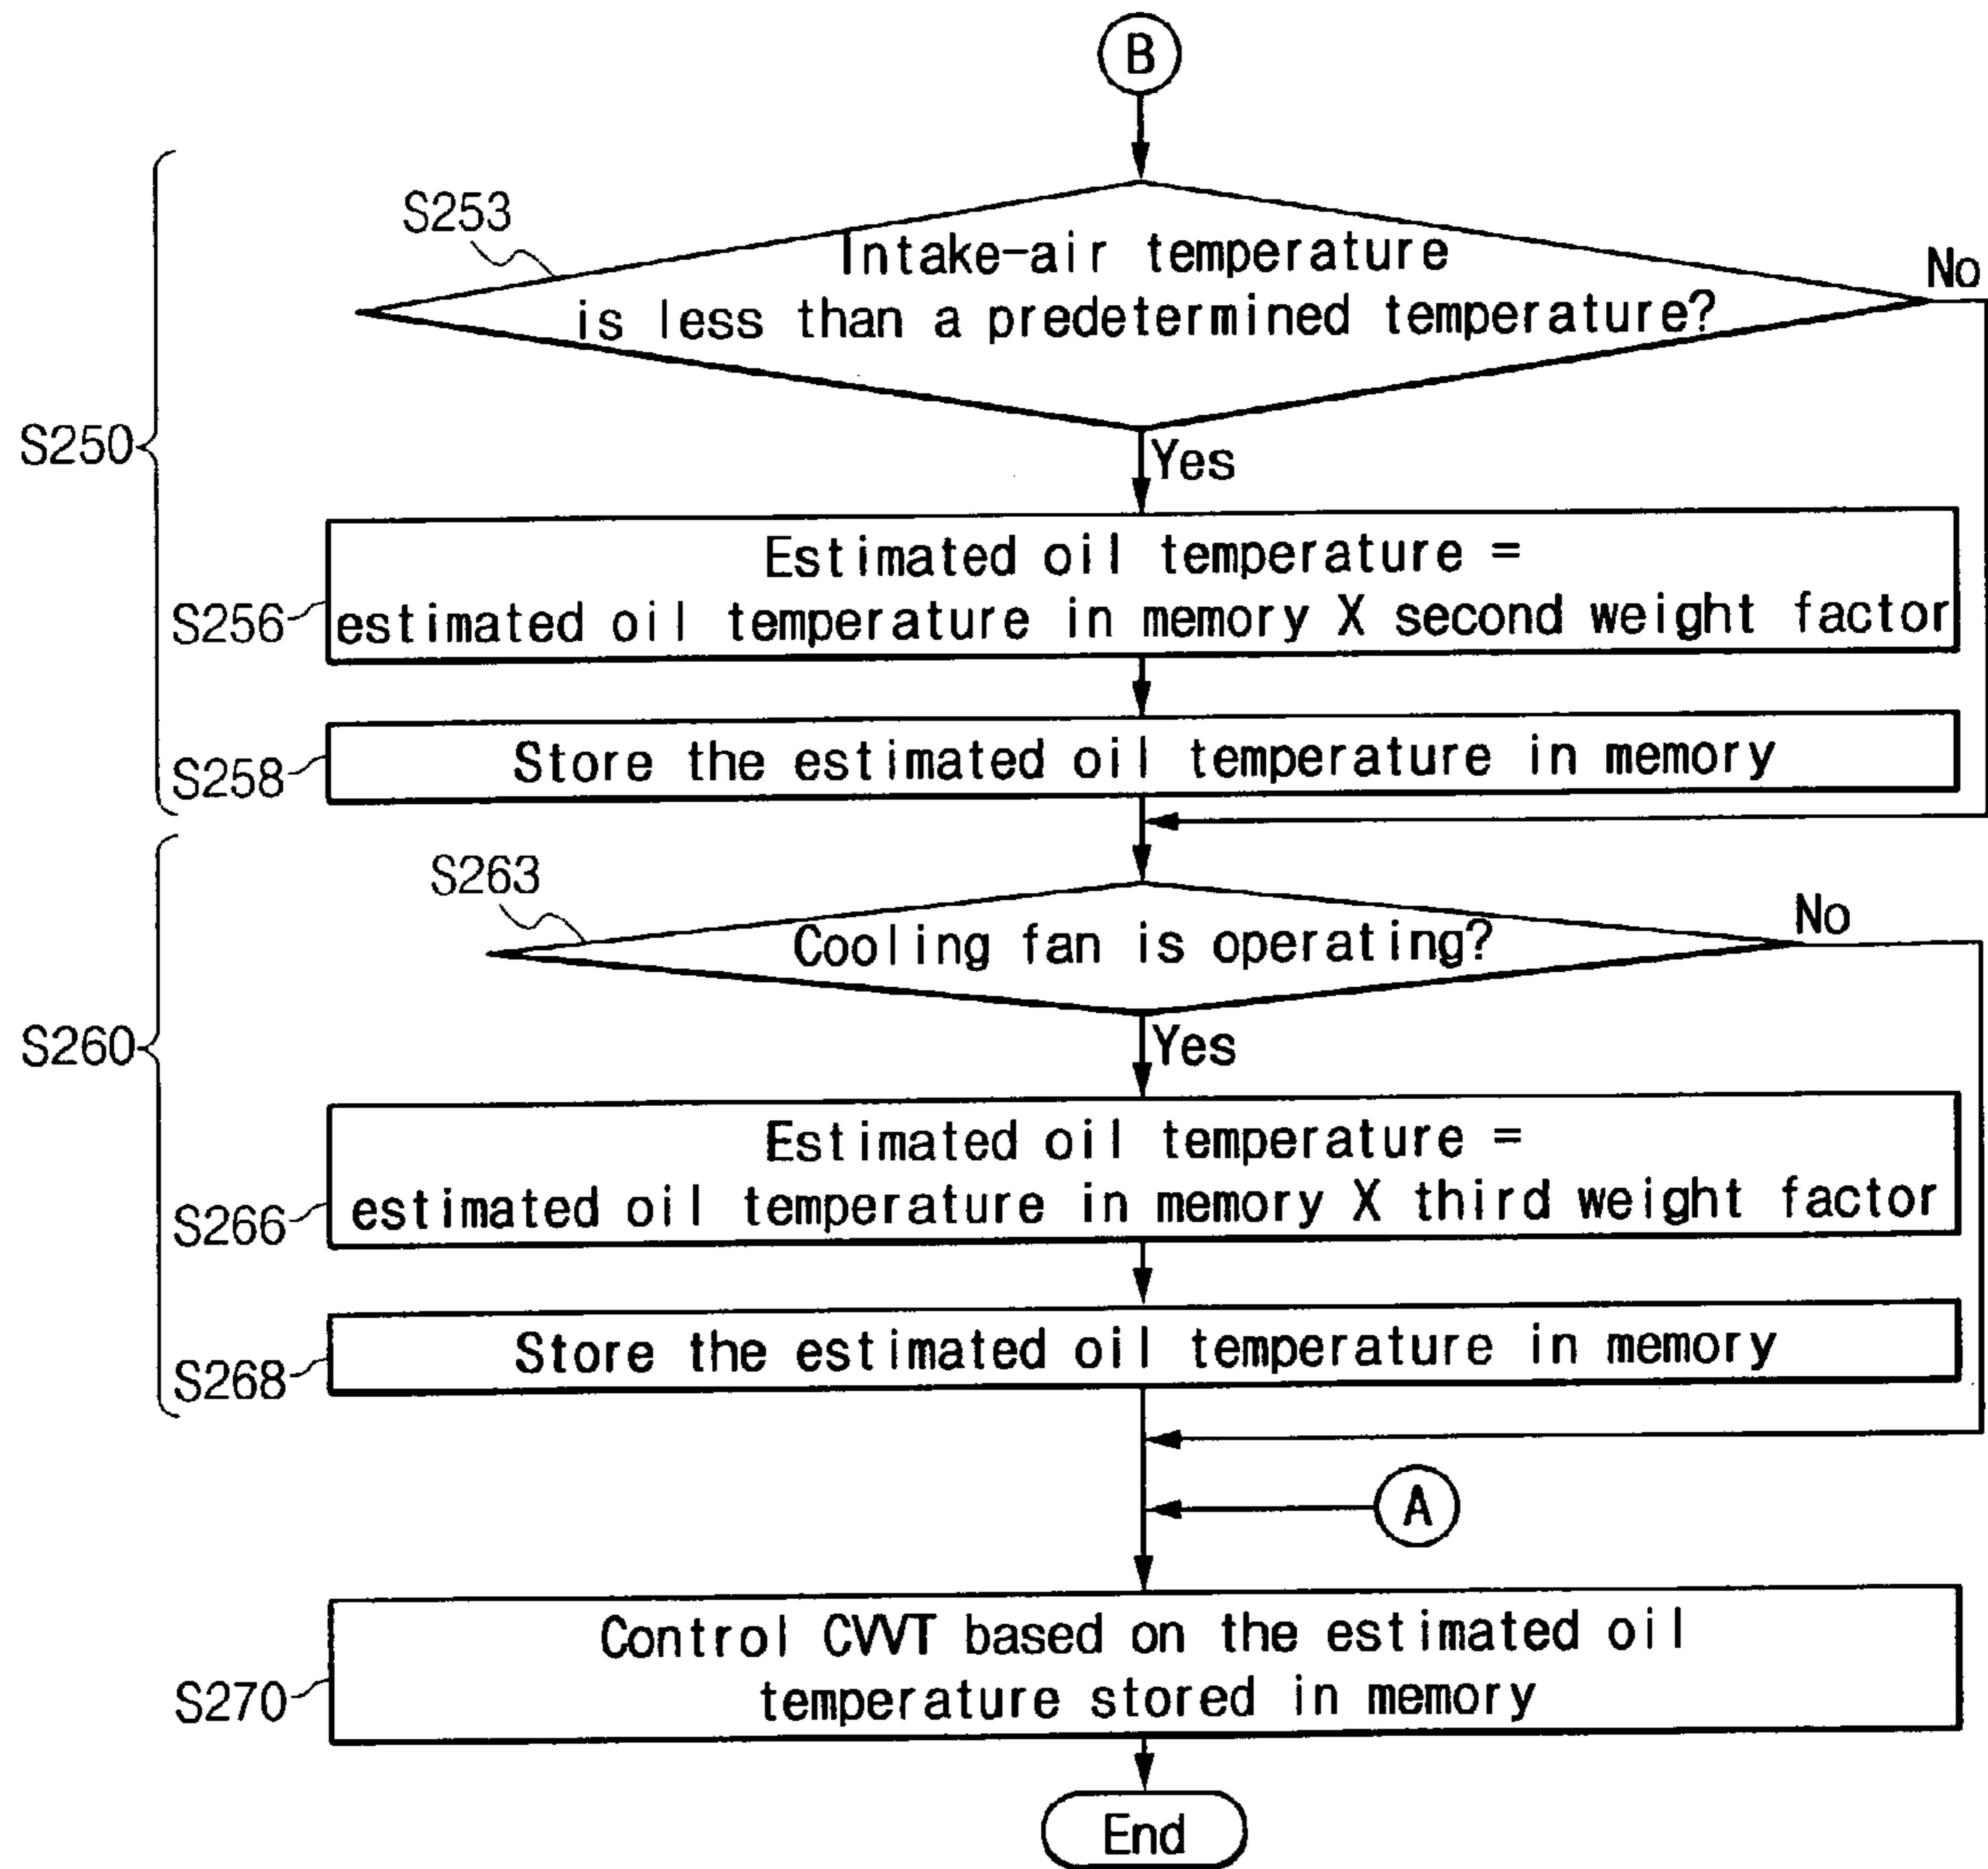 B
S253
Intake-air temperature
is less than a predetermined temperature?
No
S250
Yes
Estimated oil temperature =
S256
estimated oil temperature in memory X second weight factor
S258
Store the estimated oil temperature in memory
S263
Cooling fan is operating?
No
S260
Yes
Estimated oil temperature =
S266
estimated oil temperature in memory X third weight factor
S268
Store the estimated oil temperature in memory
A
Control CVVT based on the estimated oil
S270
temperature stored in memory
End